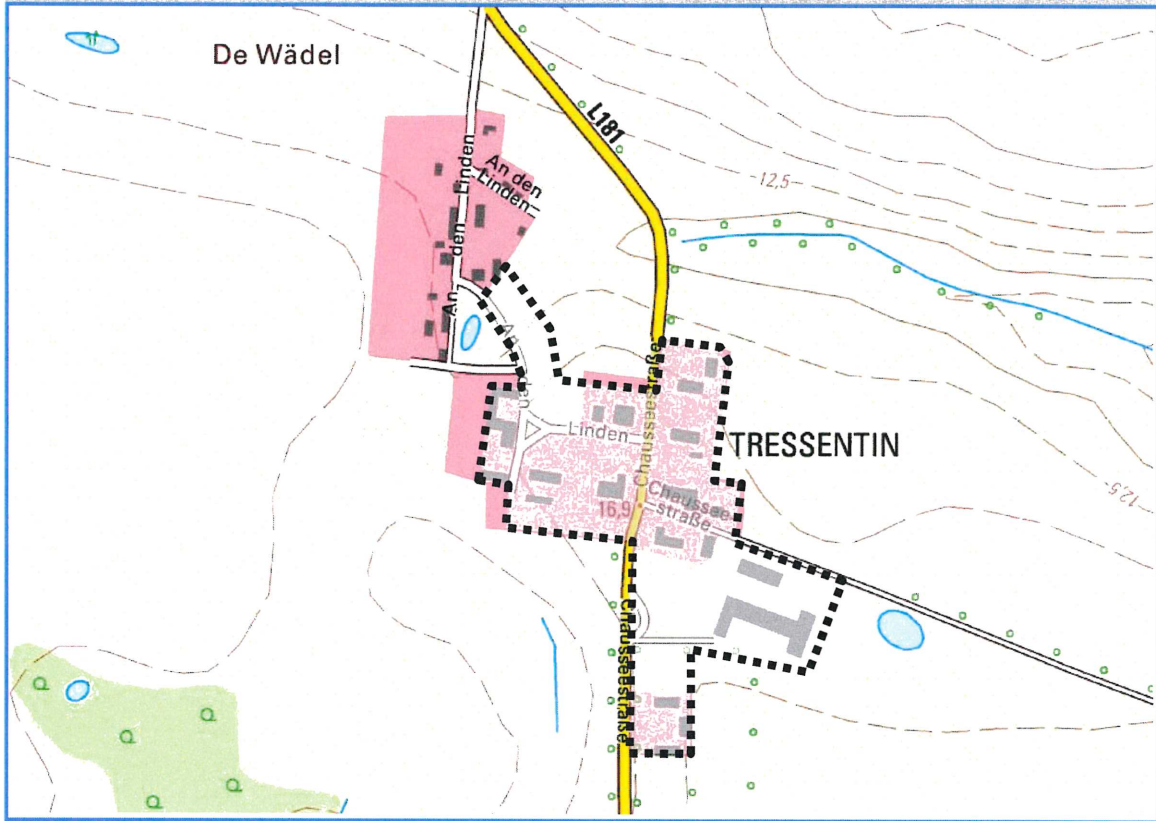 De Wädel
L181
An den Linden
An den
Linden
12,5
An den
Linden
Chausseestraße
TRESSENTIN
Chaussee-
straße
16,9
12,5
Chausseestraße